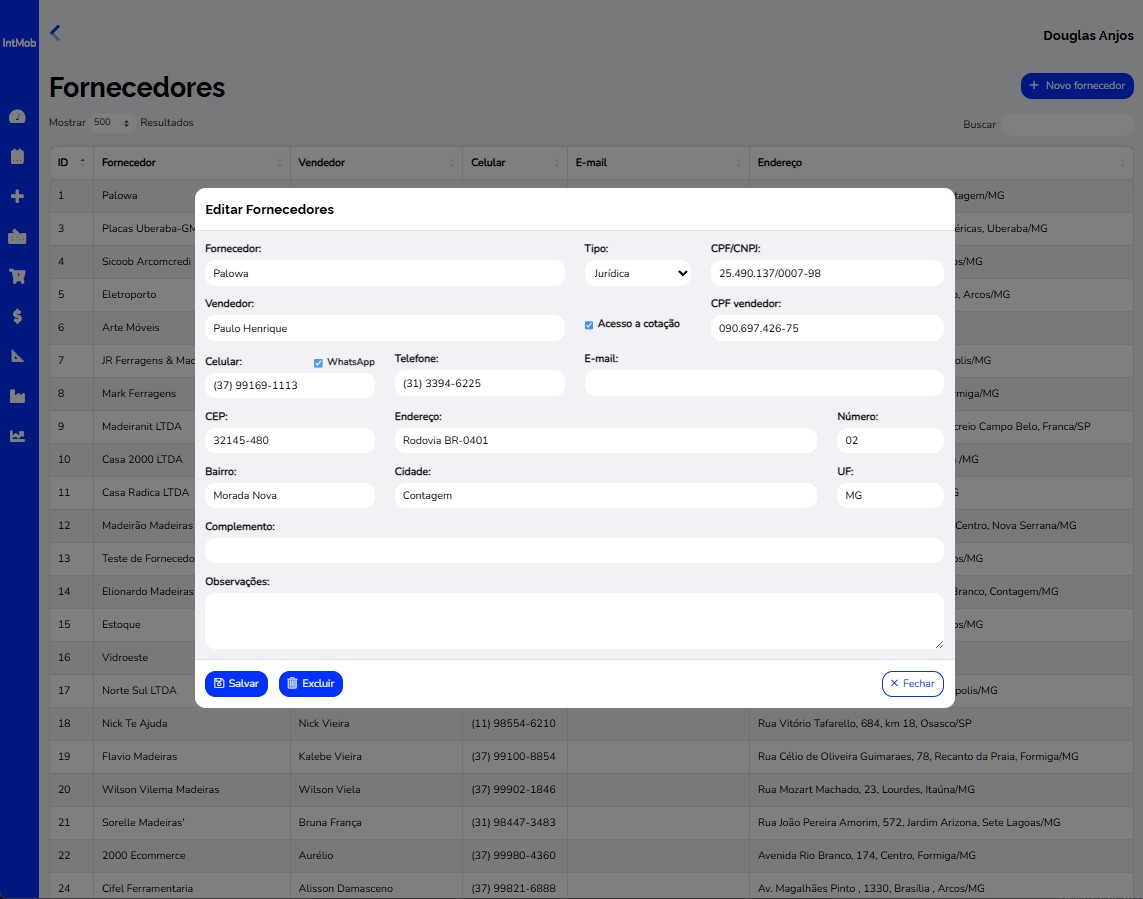 IntMob
Douglas Anjos
Fornecedores
+ Novo fornecedor
Mostrar 500 Resultados
Buscar
ID Fornecedor Vendedor Celular E-mail Endereço
1 Palowa
3 Placas Uberaba-GM
4 Sicoob Arcomcredi
5 Eletroporto
6 Arte Móveis
7 JR Ferragens & Mad
8 Mark Ferragens
9 Madeiranit LTDA
10 Casa 2000 LTDA
11 Casa Radica LTDA
12 Madeirão Madeiras
13 Teste de Fornecedo
14 Elionardo Madeiras
15 Estoque
16 Vidroeste
17 Norte Sul LTDA
tagem/MG
éricas, Uberaba/MG
os/MG
o, Arcos/MG
polis/MG
rmiga/MG
creio Campo Belo, Franca/SP
/MG
Centro, Nova Serrana/MG
os/MG
Branco, Contagem/MG
os/MG
opolis/MG
Editar Fornecedores
Fornecedor: Tipo: CPF/CNPJ:
Palowa Jurídica 25.490.137/0007-98
Vendedor: CPF vendedor:
Paulo Henrique Acesso a cotação 090.697.426-75
Celular: WhatsApp Telefone: E-mail:
(37) 99169-1113 (31) 3394-6225
CEP: Endereço: Número:
32145-480 Rodovia BR-0401 02
Bairro: Cidade: UF:
Morada Nova Contagem MG
Complemento:
Observações:
Salvar Excluir Fechar
18 Nick Te Ajuda Nick Vieira (11) 98554-6210 Rua Vitório Tafarello, 684, km 18, Osasco/SP
19 Flavio Madeiras Kalebe Vieira (37) 99100-8854 Rua Célio de Oliveira Guimaraes, 78, Recanto da Praia, Formiga/MG
20 Wilson Vilema Madeiras Wilson Viela (37) 99902-1846 Rua Mozart Machado, 23, Lourdes, Itaúna/MG
21 Sorelle Madeiras' Bruna França (31) 98447-3483 Rua João Pereira Amorim, 572, Jardim Arizona, Sete Lagoas/MG
22 2000 Ecommerce Aurélio (37) 99980-4360 Avenida Rio Branco, 174, Centro, Formiga/MG
24 Cifel Ferramentaria Alisson Damasceno (37) 99821-6888 Av. Magalhães Pinto , 1330, Brasília , Arcos/MG